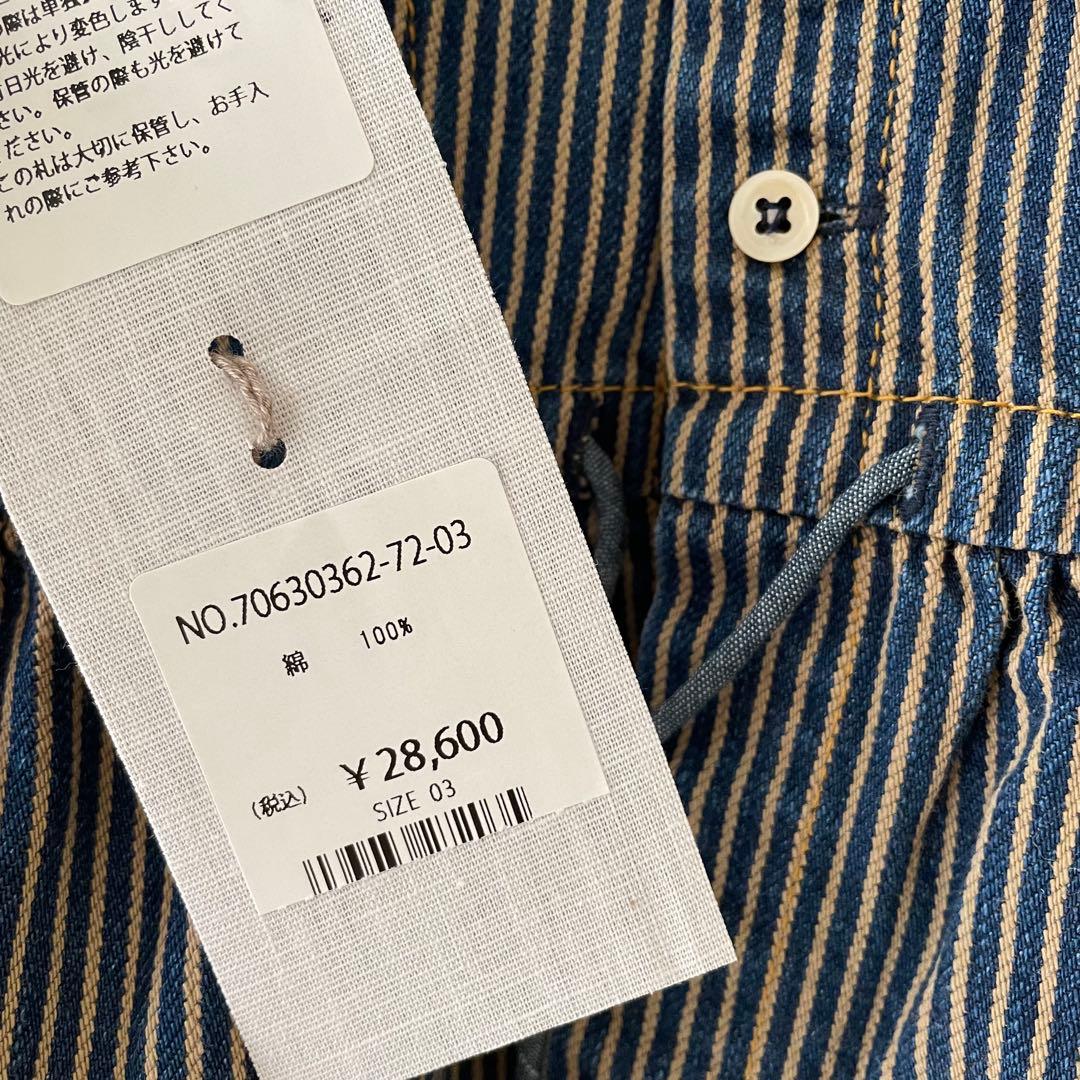 の際は単独
光により変色します
日光を避け、陰干ししてく
さい。保管の際も光を避けて
ください。
この札は大切に保管し、お手入
れの際にご参考下さい。
NO.70630362-72-03
綿 100%
(税込) ¥28,600
SIZE 03